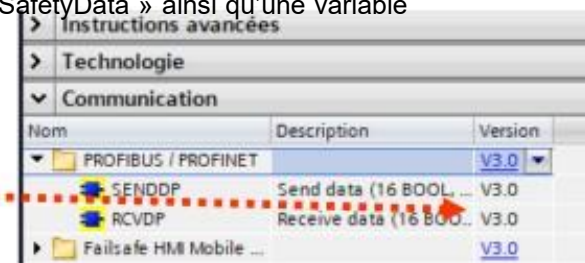 SafetyData » ainsi qu'une variable
Instructions avancées
Technologie
Communication
Nom Description Version
PROFIBUS / PROFINET V3.0
SENDDP Send data (16 BOOL, ... V3.0
RCVDP Receive data (16 BOO... V3.0
Failsafe HMI Mobile ... V3.0